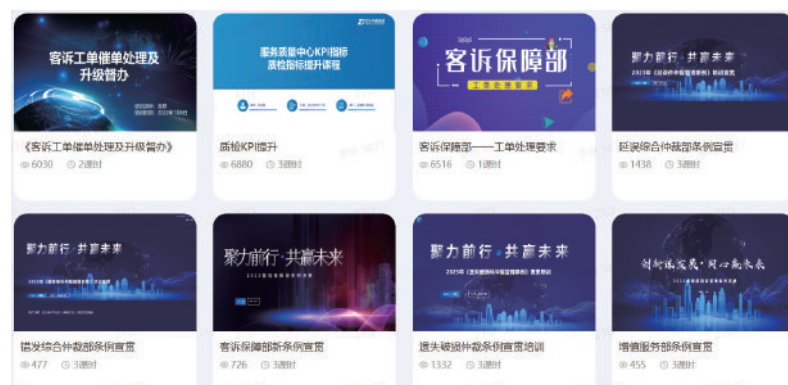 客诉工单催单处理及
升级督办
服务质量中心KPI指标
质检指标提升课程
客诉保障部
工单处理要求
聚力前行·共赢未来
《客诉工单催单处理及升级督办》
6030 2课时
质检KPI提升
6880 3课时
客诉保障部——工单处理要求
6516 1课时
延误综合仲裁部条例宣贯
1438 3课时
聚力前行·共赢未来
聚力前行·共赢未来
聚力前行·共赢未来
创新谋发展·同心赢未来
错发综合仲裁部条例宣贯
477 3课时
客诉保障部新条例宣贯
726 3课时
遗失破损仲裁条例宣贯培训
1332 3课时
增值服务部条例宣贯
455 3课时